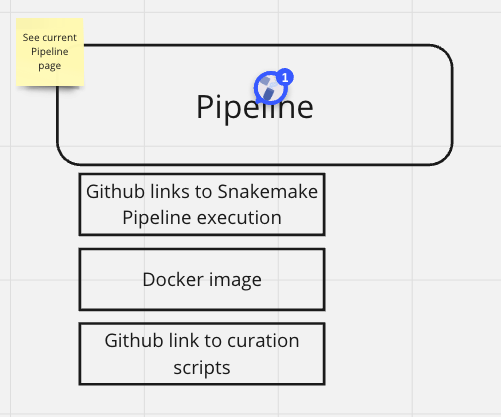 See current
Pipeline
page
1
Pipeline
Github links to Snakemake
Pipeline execution
Docker image
Github link to curation
scripts